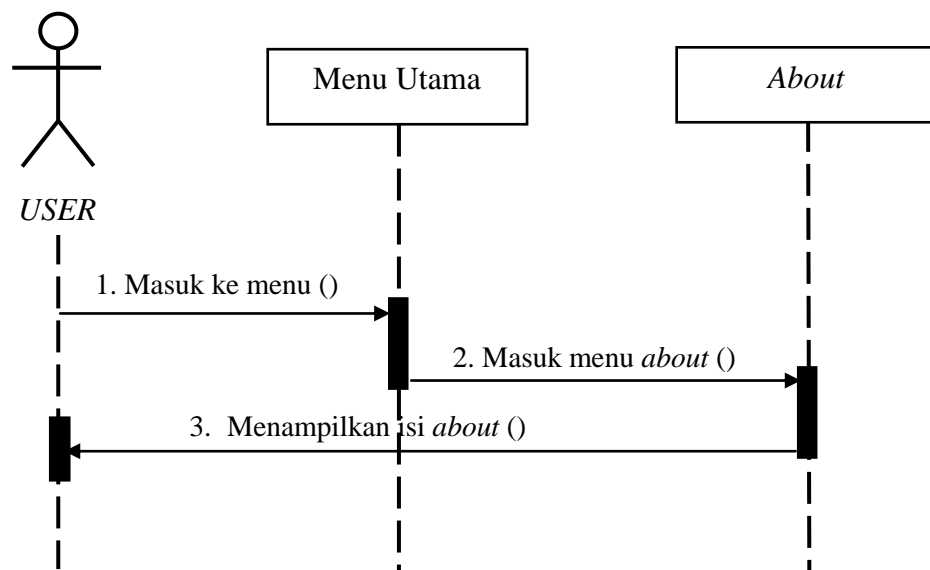 Menu Utama
About
USER
1. Masuk ke menu ()
2. Masuk menu about ()
3. Menampilkan isi about ()